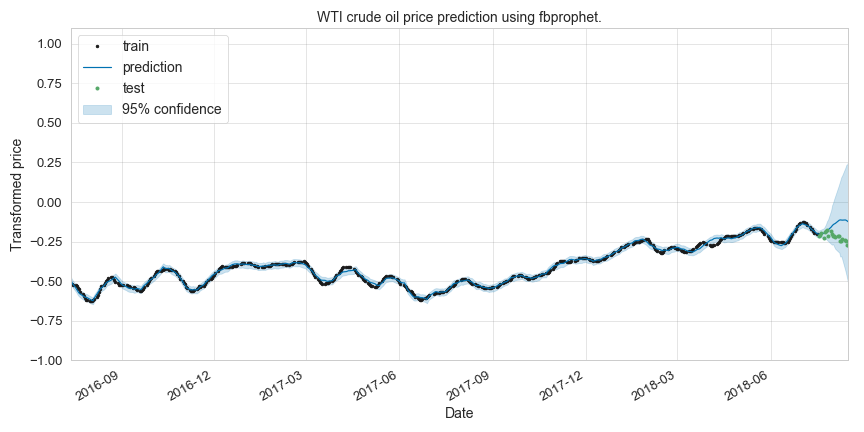 WTI crude oil price prediction using fbprophet.
train
prediction
test
95% confidence
1.00
0.75
0.50
0.25
0.00
−0.25
−0.50
−0.75
−1.00
Transformed price
2016-09
2016-12
2017-03
2017-06
2017-09
2017-12
2018-03
2018-06
Date